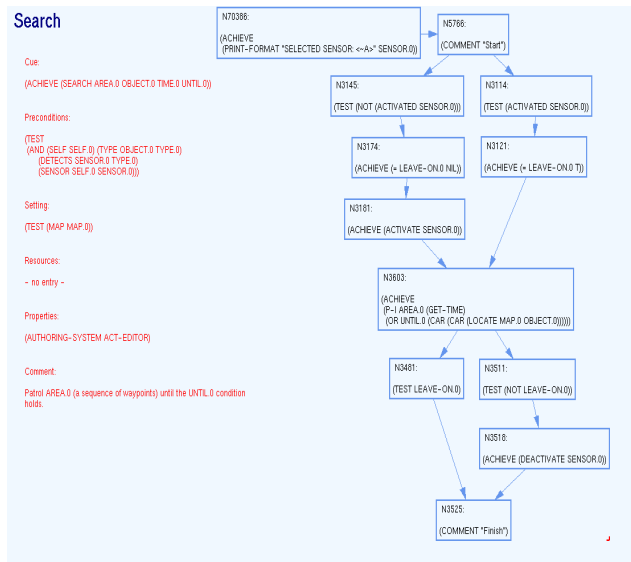 Search
Cue:
(ACHIEVE (SEARCH AREA.0 OBJECT.0 TIME.0 UNTIL.0))
Preconditions:
(TEST
(AND (SELF SELF.0) (TYPE OBJECT.0 TYPE.0)
(DETECTS SENSOR.0 TYPE.0)
(SENSOR SELF.0 SENSOR.0)))
Setting:
(TEST (MAP MAP.0))
Resources:
- no entry -
Properties:
(AUTHORING-SYSTEM ACT-EDITOR)
Comment:
Patrol AREA.0 (a sequence of waypoints) until the UNTIL.0 condition
holds.
N70386:
(ACHIEVE
(PRINT-FORMAT "SELECTED SENSOR: <~A>" SENSOR.0))
N5766:
(COMMENT "Start")
N3145:
(TEST (NOT (ACTIVATED SENSOR.0)))
N3114:
(TEST (ACTIVATED SENSOR.0))
N3174:
(ACHIEVE (= LEAVE-ON.0 NIL))
N3121:
(ACHIEVE (= LEAVE-ON.0 T))
N3181:
(ACHIEVE (ACTIVATE SENSOR.0))
N3603:
(ACHIEVE
(P-I AREA.0 (GET-TIME)
(OR UNTIL.0 (CAR (CAR (LOCATE MAP.0 OBJECT.0))))))
N3481:
(TEST LEAVE-ON.0)
N3511:
(TEST (NOT LEAVE-ON.0))
N3518:
(ACHIEVE (DEACTIVATE SENSOR.0))
N3525:
(COMMENT "Finish")